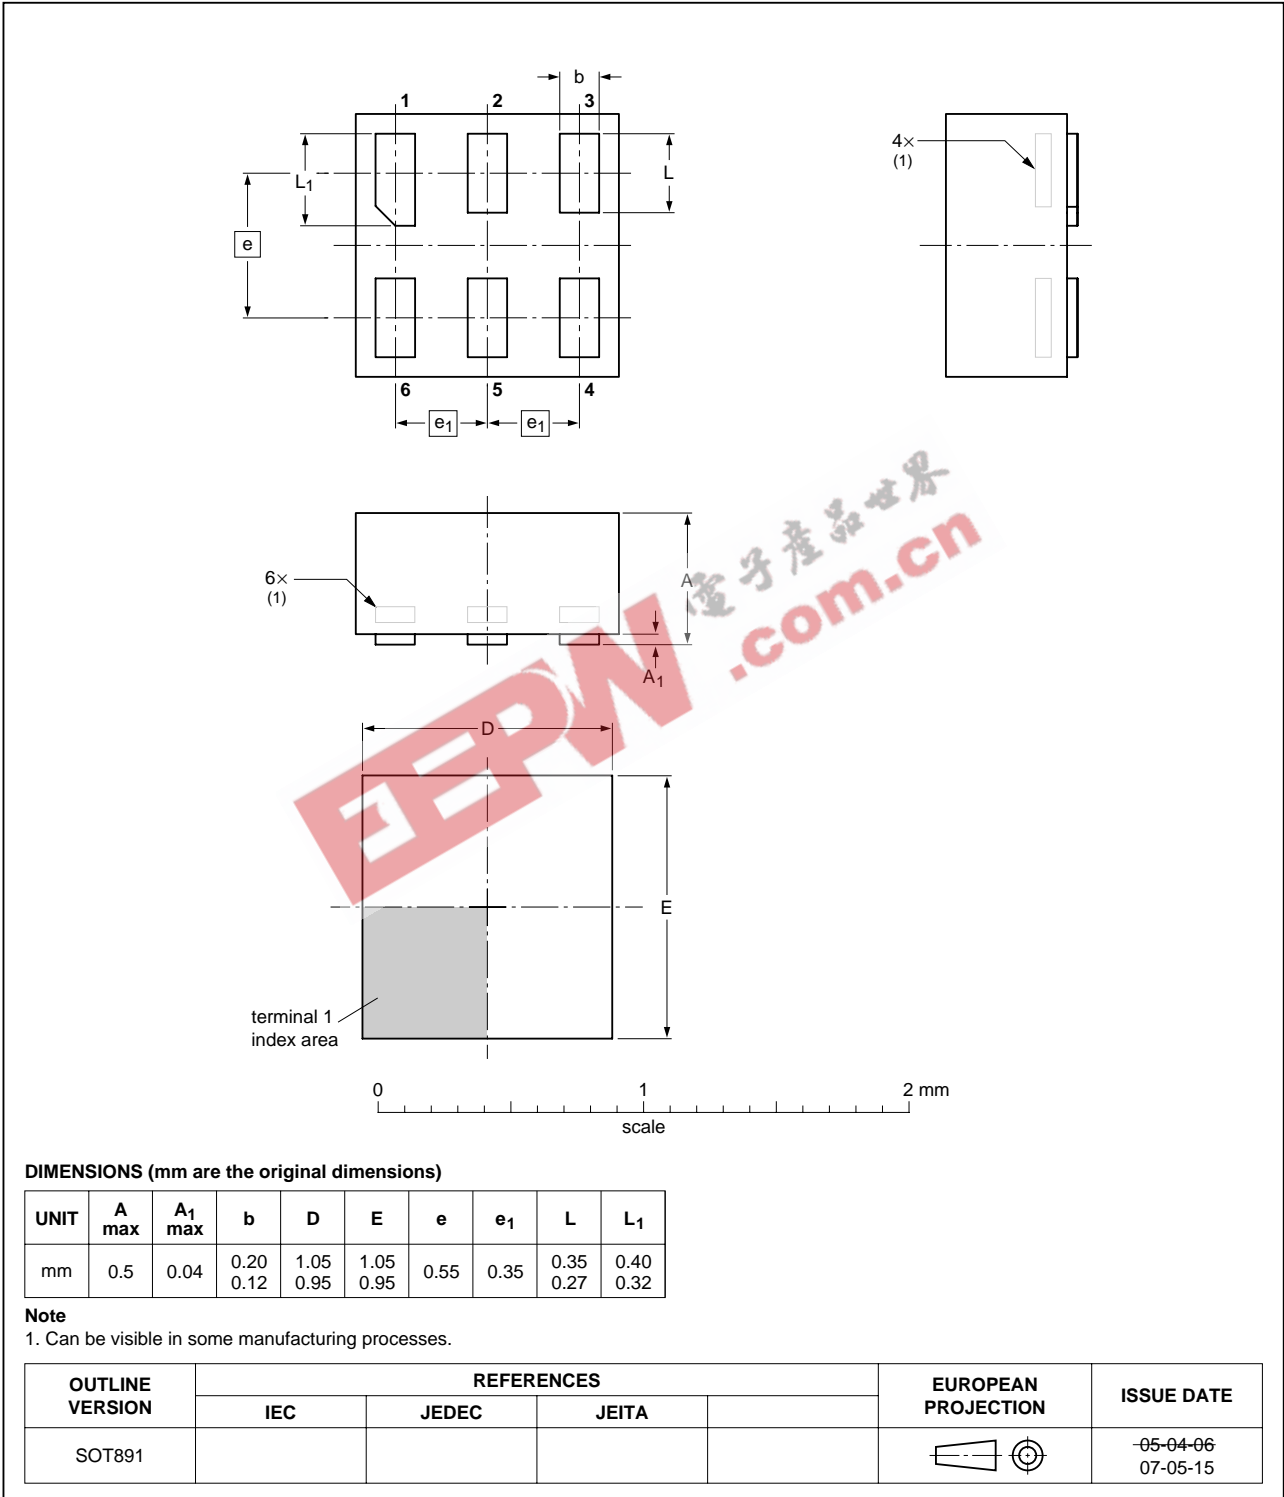 b
1 2 3
L1
L
e
6 5 4
e1 e1
4×
(1)
6×
(1)
A
A1
D
E
terminal 1
index area
0 1 2 mm
scale
EEPW
.com.cn
電子產品世界
DIMENSIONS (mm are the original dimensions)
UNIT A max A1 max b D E e e1 L L1
mm 0.5 0.04 0.20 0.12 1.05 0.95 1.05 0.95 0.55 0.35 0.35 0.27 0.40 0.32
Note
1. Can be visible in some manufacturing processes.
OUTLINE VERSION REFERENCES EUROPEAN PROJECTION ISSUE DATE
IEC JEDEC JEITA
SOT891 05-04-06
07-05-15